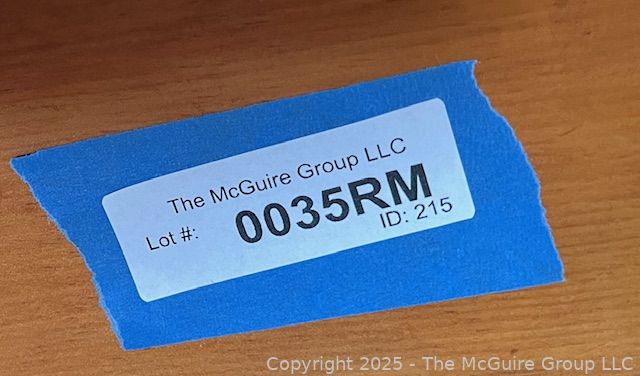 The McGuire Group LLC
Lot #: 0035RM
ID: 215
Copyright 2025 - The McGuire Group LLC